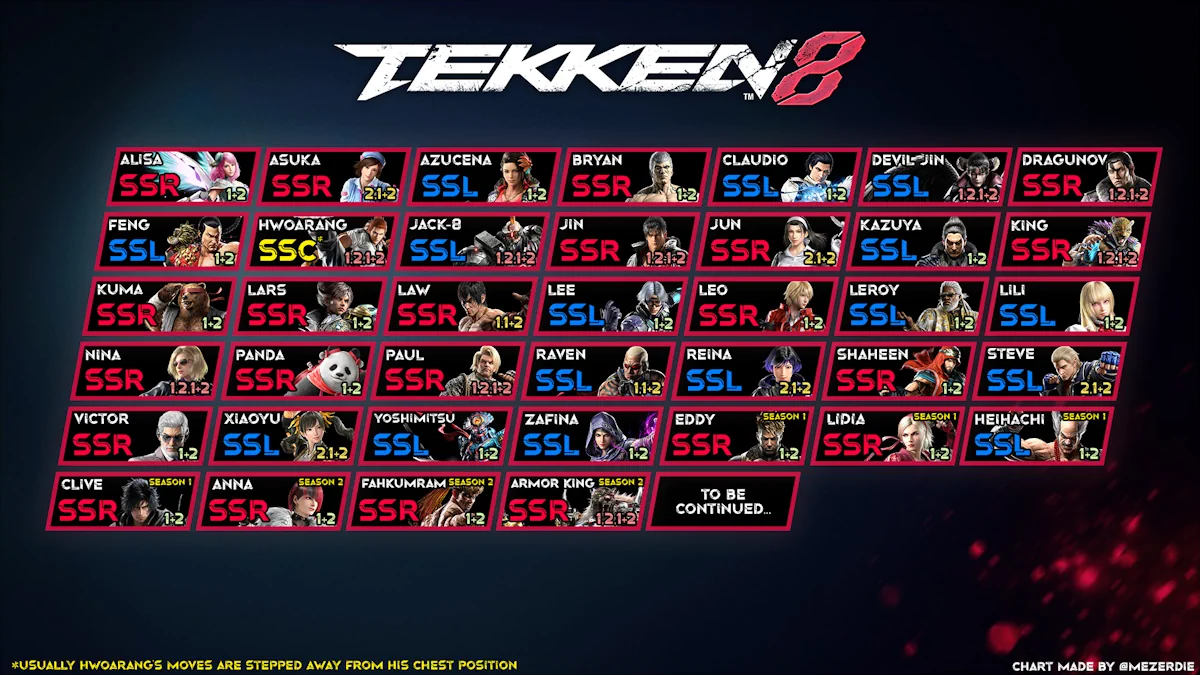 TEKKEN 8
TM
ALISA
SSR
1+2
ASUKA
SSR
2,1+2
AZUCENA
SSL
1+2
BRYAN
SSR
1+2
CLAUDIO
SSL
1+2
DEVIL JIN
SSL
1,2,1+2
DRAGUNOV
SSR
1,2,1+2
FENG
SSL
1+2
HWOARANG
SSC*
1,2,1+2
JACK-8
SSL
1,2,1+2
JIN
SSR
1,2,1+2
JUN
SSR
2,1+2
KAZUYA
SSL
1+2
KING
SSR
1,2,1+2
KUMA
SSR
1+2
LARS
SSR
1+2
LAW
SSR
1,1+2
LEE
SSL
1+2
LEO
SSR
1+2
LEROY
SSL
1+2
LILI
SSL
1+2
NINA
SSR
1,2,1+2
PANDA
SSR
1+2
PAUL
SSR
1,2,1+2
RAVEN
SSL
1,1+2
REINA
SSL
2,1+2
SHAHEEN
SSR
1+2
STEVE
SSL
2,1+2
VICTOR
SSR
1+2
XIAOYU
SSL
2,1+2
YOSHIMITSU
SSL
1+2
ZAFINA
SSL
1+2
EDDY
SEASON 1
SSR
1+2
LIDIA
SEASON 1
SSR
1+2
HEIHACHI
SEASON 1
SSL
1+2
CLIVE
SEASON 1
SSR
1+2
ANNA
SEASON 2
SSR
1+2
FAHKUMRAM
SEASON 2
SSR
1+2
ARMOR KING
SEASON 2
SSR
1,2,1+2
TO BE
CONTINUED...
*USUALLY HWOARANG'S MOVES ARE STEPPED AWAY FROM HIS CHEST POSITION
CHART MADE BY @MEZERDIE